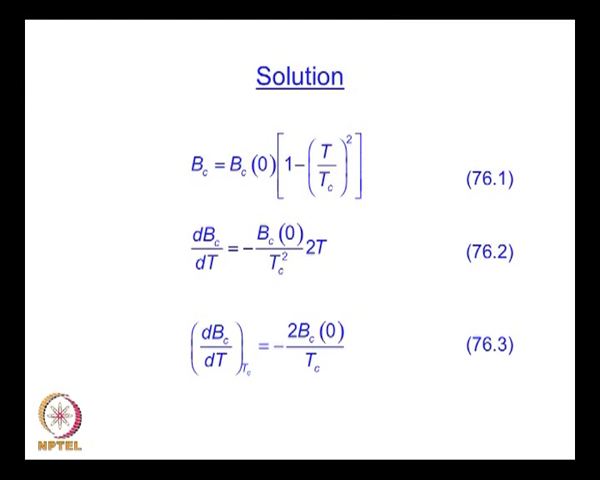 Solution
B_c = B_c(0)[1-(T/T_c)^2] (76.1)
dB_c/dT = -B_c(0)/T_c^2 2T (76.2)
(dB_c/dT)_{T_c} = -2B_c(0)/T_c (76.3)
NPTEL